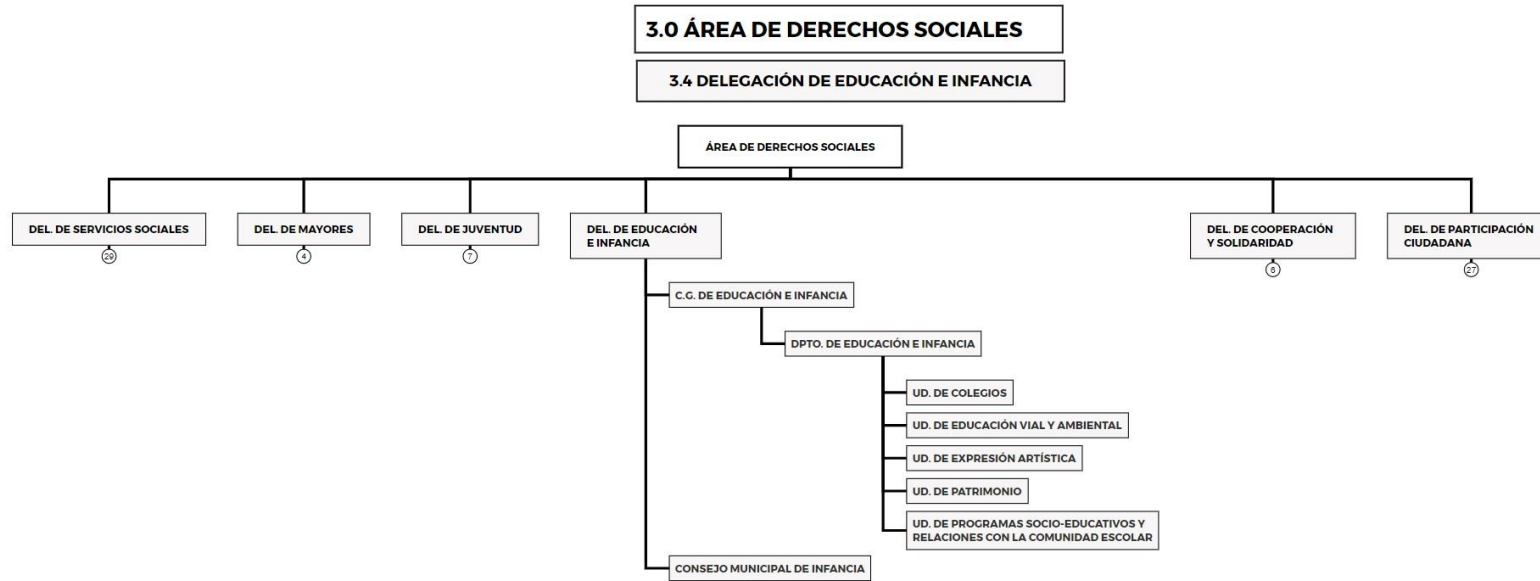 3.0 ÁREA DE DERECHOS SOCIALES
3.4 DELEGACIÓN DE EDUCACIÓN E INFANCIA
ÁREA DE DERECHOS SOCIALES
DEL. DE SERVICIOS SOCIALES
29
DEL. DE MAYORES
4
DEL. DE JUVENTUD
7
DEL. DE EDUCACIÓN
E INFANCIA
DEL. DE COOPERACIÓN
Y SOLIDARIDAD
6
DEL. DE PARTICIPACIÓN
CIUDADANA
27
C.G. DE EDUCACIÓN E INFANCIA
DPTO. DE EDUCACIÓN E INFANCIA
UD. DE COLEGIOS
UD. DE EDUCACIÓN VIAL Y AMBIENTAL
UD. DE EXPRESIÓN ARTÍSTICA
UD. DE PATRIMONIO
UD. DE PROGRAMAS SOCIO-EDUCATIVOS Y
RELACIONES CON LA COMUNIDAD ESCOLAR
CONSEJO MUNICIPAL DE INFANCIA